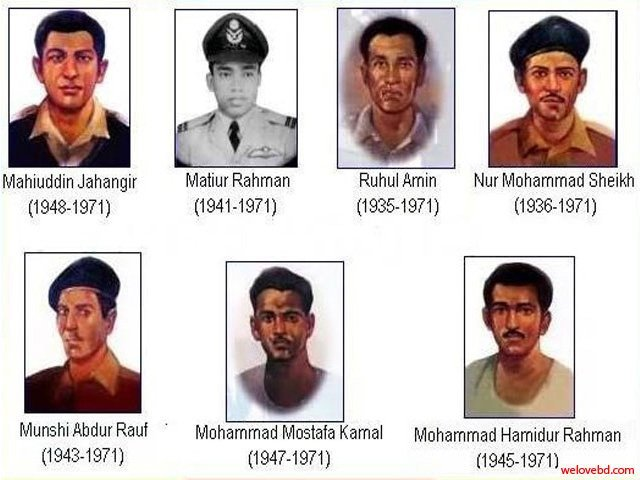 Mahiuddin Jahangir
(1948-1971)
Matiur Rahman
(1941-1971)
Ruhul Amin
(1935-1971)
Nur Mohammad Sheikh
(1936-1971)
Munshi Abdur Rauf
(1943-1971)
Mohammad Mostafa Kamal
(1947-1971)
Mohammad Hamidur Rahman
(1945-1971)
welovebd.com